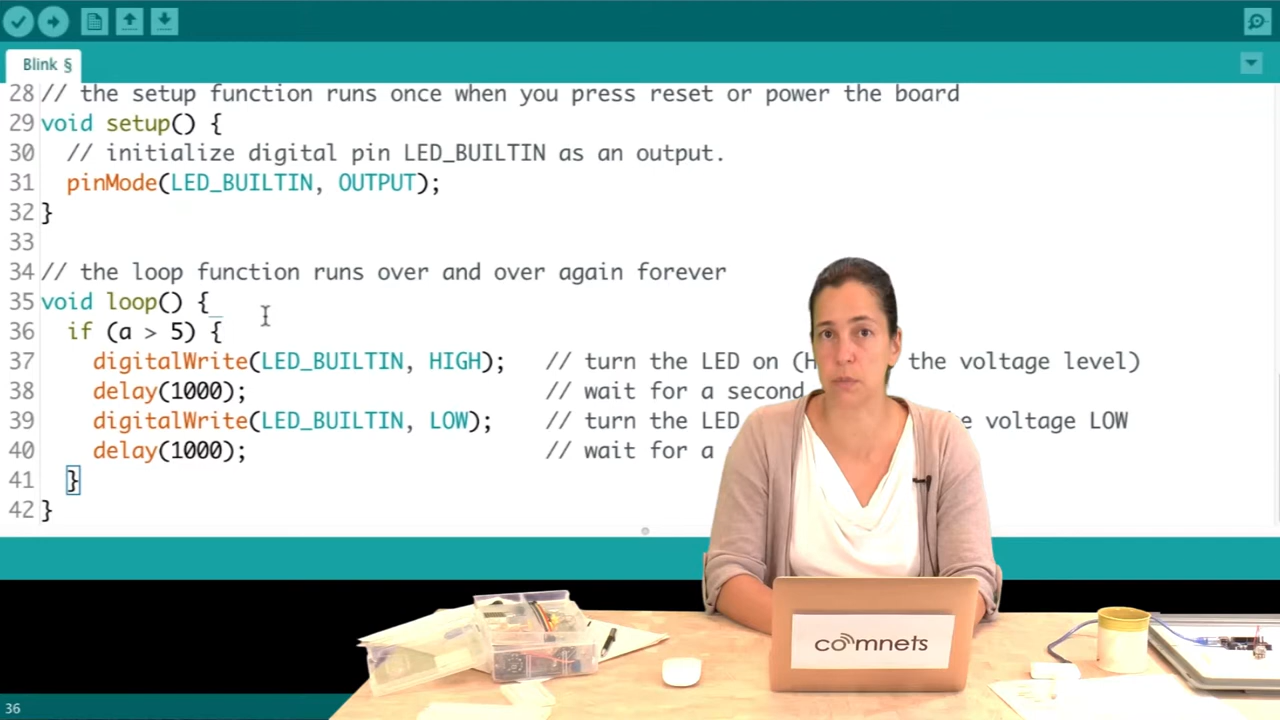 Blink §
28 // the setup function runs once when you press reset or power the board
29 void setup() {
30 // initialize digital pin LED_BUILTIN as an output.
31 pinMode(LED_BUILTIN, OUTPUT);
32 }
33
34 // the loop function runs over and over again forever
35 void loop() {
36 if (a > 5) {
37 digitalWrite(LED_BUILTIN, HIGH); // turn the LED on (H the voltage level)
38 delay(1000); // wait for a second
39 digitalWrite(LED_BUILTIN, LOW); // turn the LED e voltage LOW
40 delay(1000); // wait for a
41 }
42 }
comnets
36